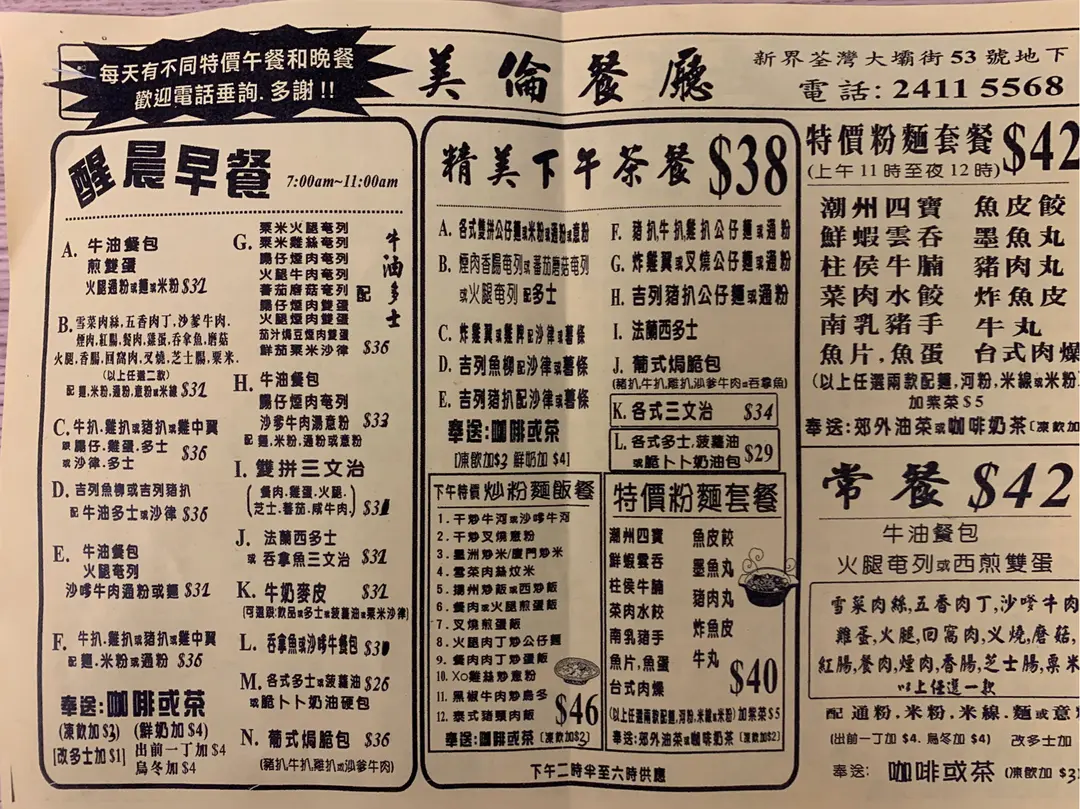 每天有不同特價午餐和晚餐
歡迎電話垂詢.多謝!!
美倫餐廳
新界荃灣大壩街53號地下
電話: 2411 5568
醒晨早餐 7:00am~11:00am
A. 牛油餐包
煎雙蛋
火腿通粉或麵或米粉 $32
B. 雪菜肉絲,五香肉丁,沙爹牛肉.
煙肉,紅腸,餐肉,雞蛋,吞拿魚,蘑菇
火腿,香腸,回窩肉,叉燒,芝士腸,粟米.
(以上任選二款)
配麵,米粉,通粉,意粉或米線 $32
C. 牛扒.雞扒或豬扒或雞中翼
跟腸仔.雞蛋.多士
或沙律.多士 $36
D. 吉列魚柳或吉列豬扒
配牛油多士或沙律 $36
E. 牛油餐包
火腿奄列
沙嗲牛肉通粉或麵 $32
F. 牛扒.雞扒或豬扒或雞中翼
配麵.米粉或通粉 $36
奉送:咖啡或茶
(凍飲加$3) (鮮奶加$4)
[改多士加$1] 出前一丁加$4
烏冬加$4
G. 粟米火腿奄列
粟米雞絲奄列
腸仔煙肉奄列
火腿牛肉奄列
番茄蘑菇奄列
腸仔煙肉雙蛋
火腿煙肉雙蛋
茄汁焗豆煙肉雙蛋
鮮茄粟米沙律 $36
配
牛油多士
H. 牛油餐包
腸仔煙肉奄列
沙爹牛肉湯意粉 $33
配麵.米粉.通粉或意粉
I. 雙拼三文治
(餐肉.雞蛋.火腿.
芝士.番茄.咸牛肉.)
J. 法蘭西多士
或吞拿魚三文治 $32
K. 牛奶麥皮 $32
(可選跟:飲品或多士或菠蘿油或粟米沙律)
L. 吞拿魚或沙嗲牛餐包
M. 各式多士或菠蘿油 $26
或脆卜卜奶油硬包
N. 葡式焗脆包 $36
(豬扒牛扒雞扒或沙爹牛肉)
精美下午茶餐 $38
A. 各式雙拼公仔麵或米粉或通粉或意粉
B. 煙肉香腸奄列或蕃茄蘑菇奄列
或火腿奄列配多士
C. 炸雞翼或雞髀配沙律或薯條
D. 吉列魚柳配沙律或薯條
E. 吉列豬扒配沙律或薯條
奉送:咖啡或茶
[凍飲加$3 鮮奶加$4]
F. 豬扒牛扒雞扒公仔麵或通粉
G. 炸雞翼或叉燒公仔麵或通粉
H. 吉列豬扒公仔麵或通粉
I. 法蘭西多士
J. 葡式焗脆包
(豬扒,牛扒,雞扒,沙爹牛肉或吞拿魚)
K. 各式三文治 $34
L. 各式多士,菠蘿油
或脆卜卜奶油包 $29
下午特價 炒粉麵飯餐
1. 干炒牛河或沙嗲牛河
2. 干炒叉燒意粉
3. 星洲炒米/廈門炒米
4. 雪菜肉絲炆米
5. 揚州炒飯或西炒飯
6. 餐肉或火腿煎蛋飯
7. 叉燒煎蛋飯
8. 火腿肉丁炒公仔麵
9. 餐肉肉丁炒蛋飯
10. Xo雞絲炒意粉
11. 黑椒牛肉炒烏冬
12. 泰式豬頸肉飯
$46
奉送:咖啡或茶 [凍飲加$2]
特價粉麵套餐
潮州四寶 魚皮餃
鮮蝦雲吞 墨魚丸
柱侯牛腩 豬肉丸
菜肉水餃 炸魚皮
南乳豬手 牛丸
魚片,魚蛋
台式肉燥
$40
(以上任選兩款配麵,河粉,米線或米粉)加紫菜$5
奉送:郊外油菜或咖啡奶茶 [凍飲加$2]
下午二時半至六時供應
特價粉麵套餐 $42
(上午11時至夜12時)
潮州四寶 魚皮餃
鮮蝦雲吞 墨魚丸
柱侯牛腩 豬肉丸
菜肉水餃 炸魚皮
南乳豬手 牛丸
魚片,魚蛋 台式肉燥
(以上任選兩款配麵,河粉,米線或米粉
加紫菜$5
奉送:郊外油菜或咖啡奶茶 [凍飲加
常餐 $42
牛油餐包
火腿奄列或西煎雙蛋
雪菜肉絲,五香肉丁,沙嗲牛肉
雞蛋,火腿,回窩肉,叉燒,蘑菇,
紅腸,餐肉,煙肉,香腸,芝士腸,粟米
以上任選一款
配通粉.米粉.米線.麵或意
(出前一丁加$4. 烏冬加$4) 改多士加
奉送: 咖啡或茶 (凍飲加$3